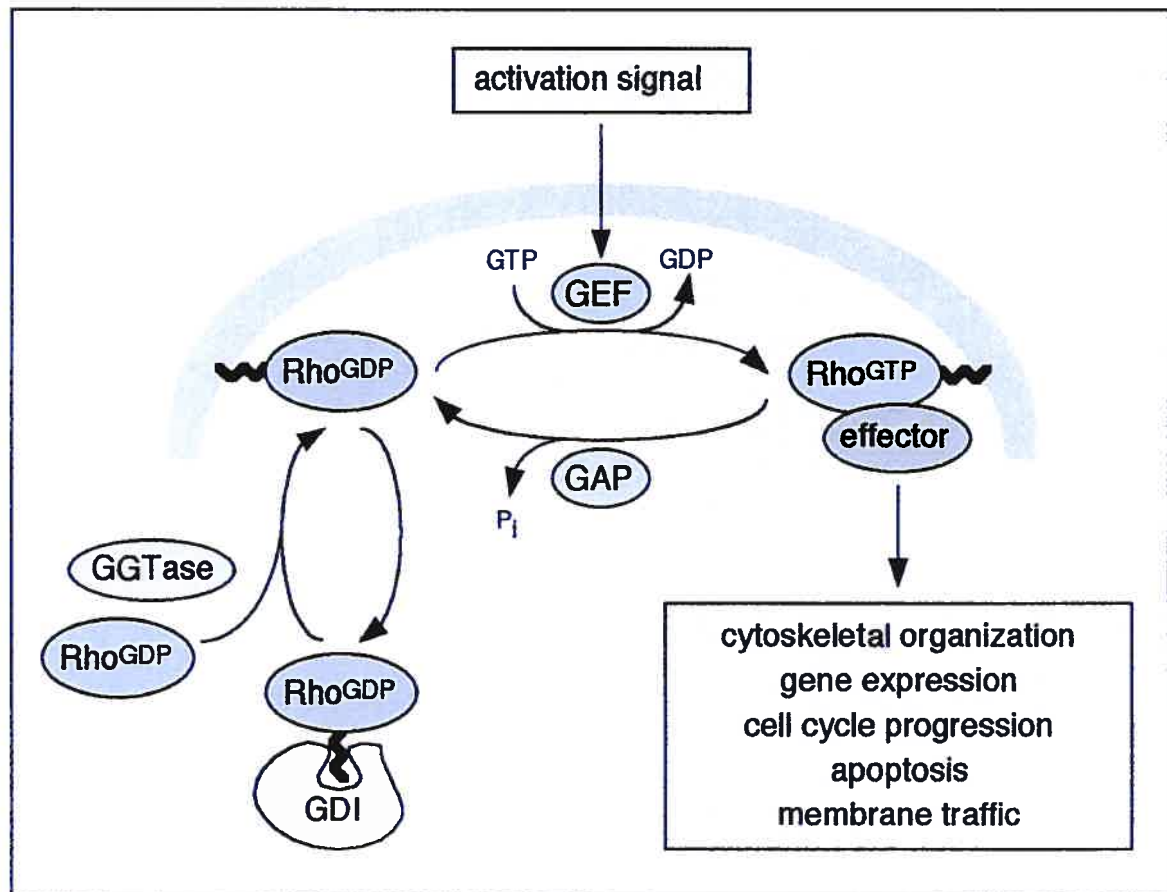 activation signal
GTP
GDP
GEF
RhoGDP
RhoGTP
effector
GAP
Pi
GGTase
RhoGDP
RhoGDP
GDI
cytoskeletal organization
gene expression
cell cycle progression
apoptosis
membrane traffic